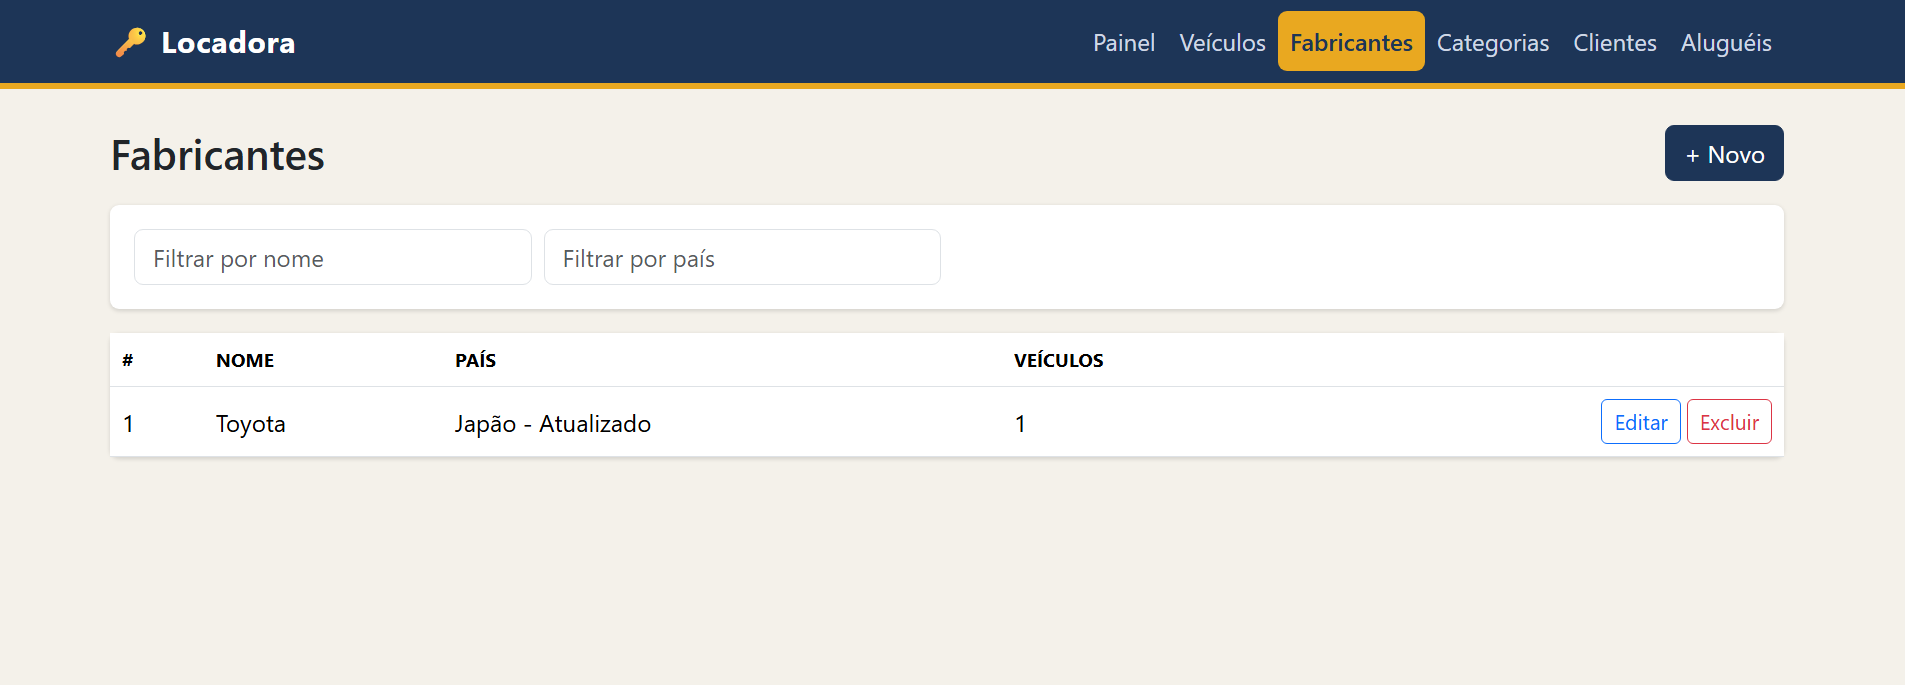 Locadora
Painel Veículos Fabricantes Categorias Clientes Aluguéis
Fabricantes
+ Novo
Filtrar por nome Filtrar por país
# NOME PAÍS VEÍCULOS
1 Toyota Japão - Atualizado 1 Editar Excluir